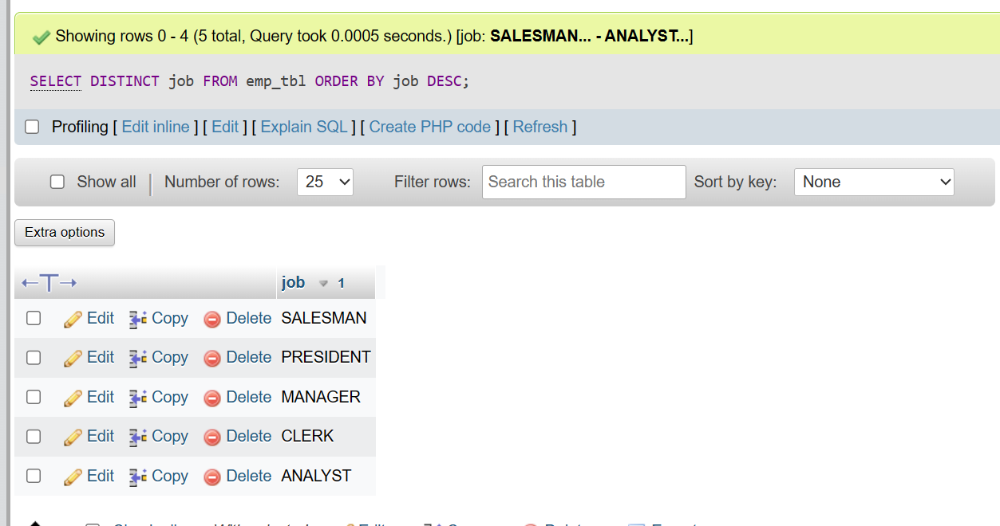 Showing rows 0 - 4 (5 total, Query took 0.0005 seconds.) [job: SALESMAN... - ANALYST...]
SELECT DISTINCT job FROM emp_tbl ORDER BY job DESC;
Profiling [ Edit inline ] [ Edit ] [ Explain SQL ] [ Create PHP code ] [ Refresh ]
Show all Number of rows: 25 Filter rows: Search this table Sort by key: None
Extra options
job 1
Edit Copy Delete SALESMAN
Edit Copy Delete PRESIDENT
Edit Copy Delete MANAGER
Edit Copy Delete CLERK
Edit Copy Delete ANALYST